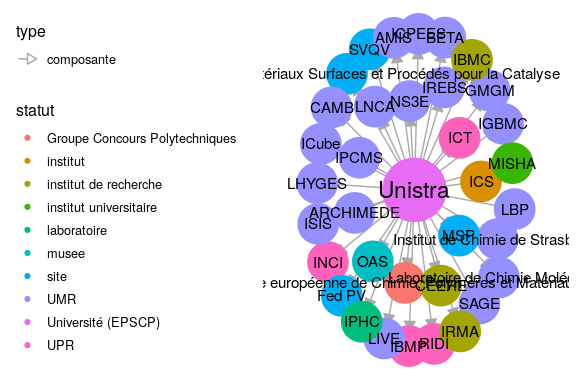 type
composante
statut
Groupe Concours Polytechniques
institut
institut de recherche
institut universitaire
laboratoire
musee
site
UMR
Université (EPSCP)
UPR
ICPEES
AMIS
BETA
SVQV
IBMC
tériaux Surfaces et Procédés pour la Catalyse
IREBS
GMGM
NS3E
CAMB
LNCA
IGBMC
ICT
ICube
IPCMS
MISHA
LHYGES
Unistra
ICS
ARCHIMEDE
LBP
ISIS
MSP
Institut de Chimie de Strasb
INCI
OAS
Laboratoire de Chimie Molé
e européenne de Chimie, Polymères et Matériau
Fed PV
SAGE
IPHC
LIVE
IBMP
RIDI
IRMA